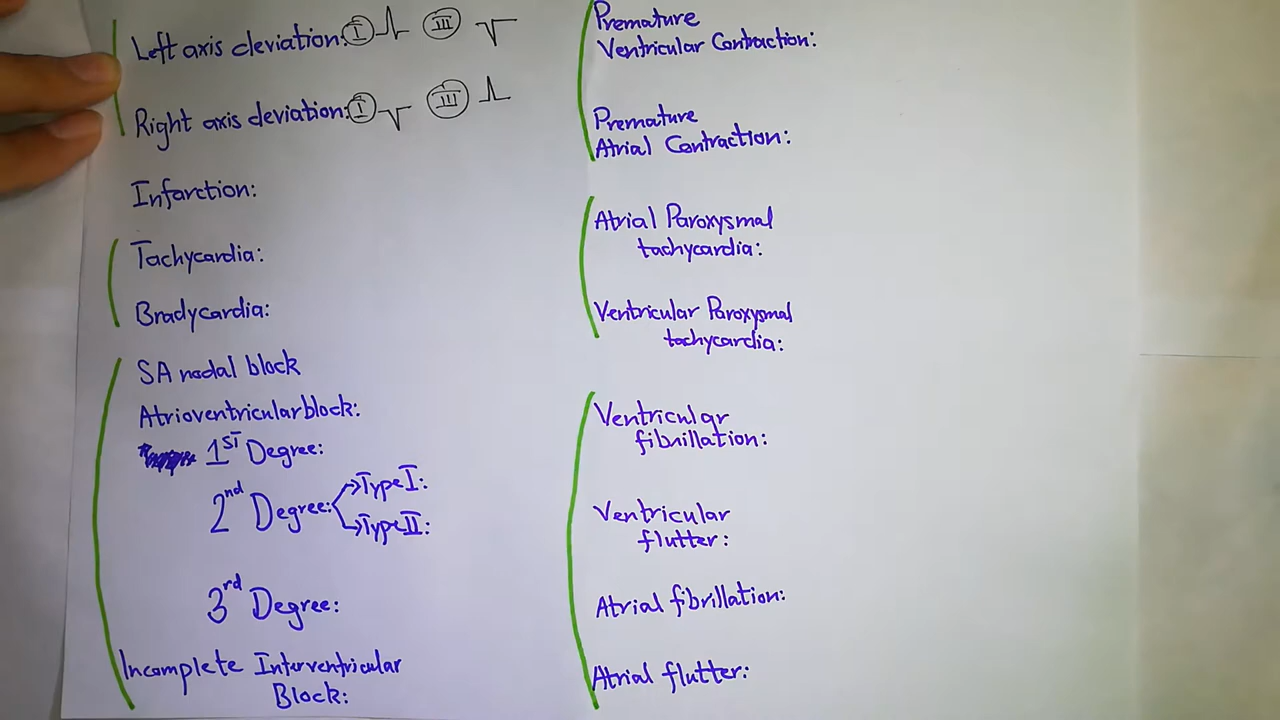 Left axis deviation: I III
Right axis deviation: I III
Infarction:
Tachycardia:
Bradycardia:
SA nodal block
Atrioventricular block:
1ST Degree:
2nd Degree: →Type I:
→Type II:
3rd Degree:
Incomplete Interventricular
Block:
Premature
Ventricular Contraction:
Premature
Atrial Contraction:
Atrial Paroxysmal
tachycardia:
Ventricular Paroxysmal
tachycardia:
Ventricular
fibrillation:
Ventricular
flutter:
Atrial fibrillation:
Atrial flutter: